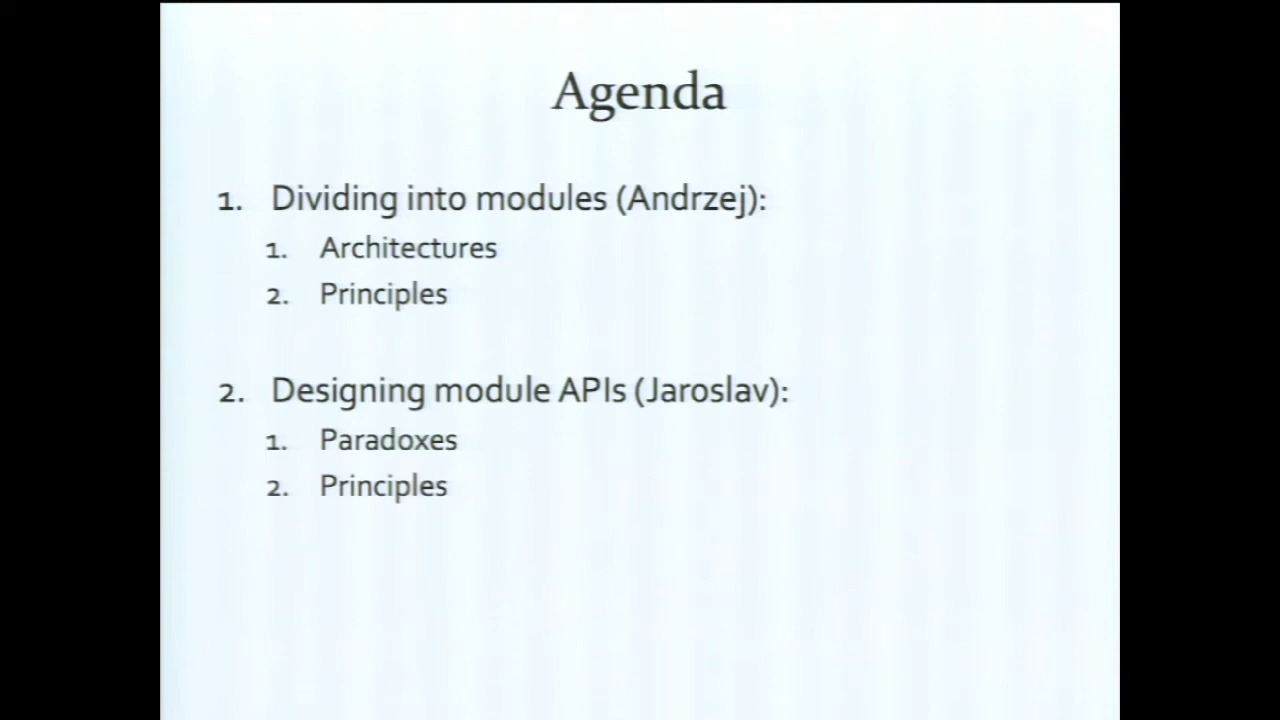 Agenda
1. Dividing into modules (Andrzej):
1. Architectures
2. Principles
2. Designing module APIs (Jaroslav):
1. Paradoxes
2. Principles